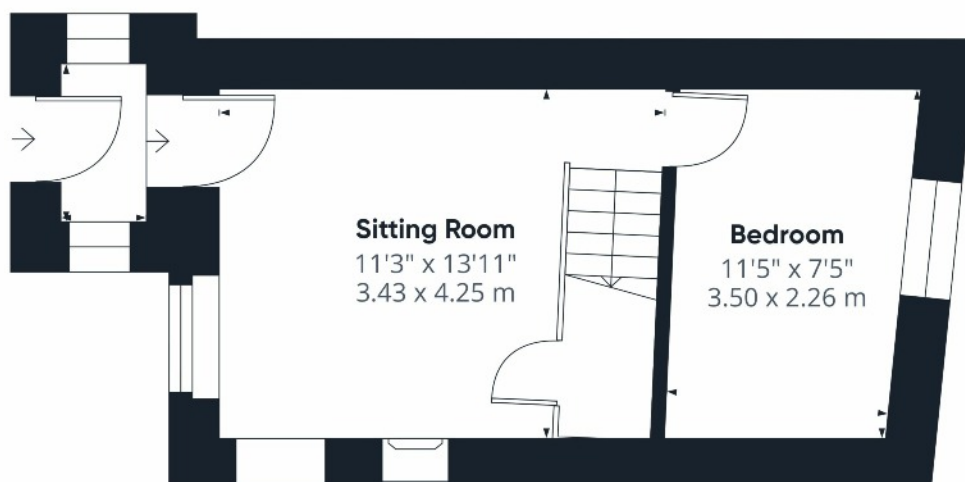 Sitting Room
11'3" x 13'11"
3.43 x 4.25 m
Bedroom
11'5" x 7'5"
3.50 x 2.26 m